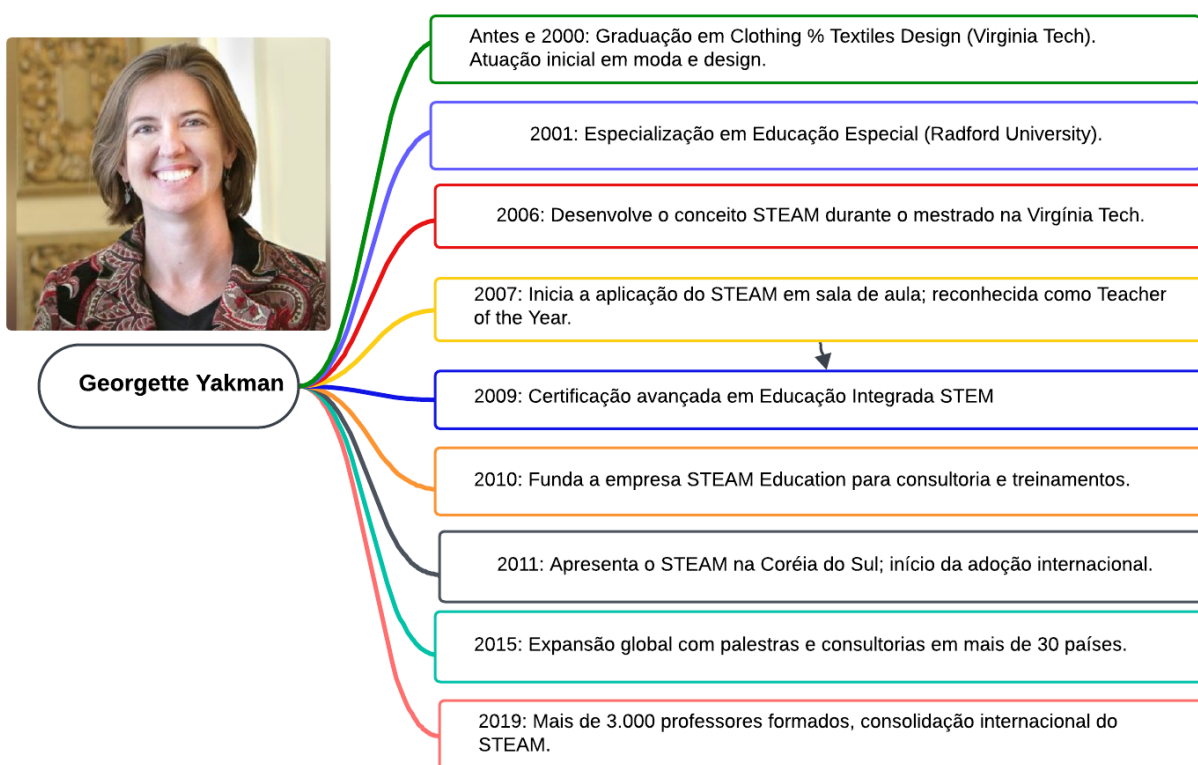 Antes e 2000: Graduação em Clothing % Textiles Design (Virginia Tech).
Atuação inicial em moda e design.
2001: Especialização em Educação Especial (Radford University).
2006: Desenvolve o conceito STEAM durante o mestrado na Virgínia Tech.
2007: Inicia a aplicação do STEAM em sala de aula; reconhecida como Teacher
of the Year.
Georgette Yakman
2009: Certificação avançada em Educação Integrada STEM
2010: Funda a empresa STEAM Education para consultoria e treinamentos.
2011: Apresenta o STEAM na Coréia do Sul; início da adoção internacional.
2015: Expansão global com palestras e consultorias em mais de 30 países.
2019: Mais de 3.000 professores formados, consolidação internacional do
STEAM.